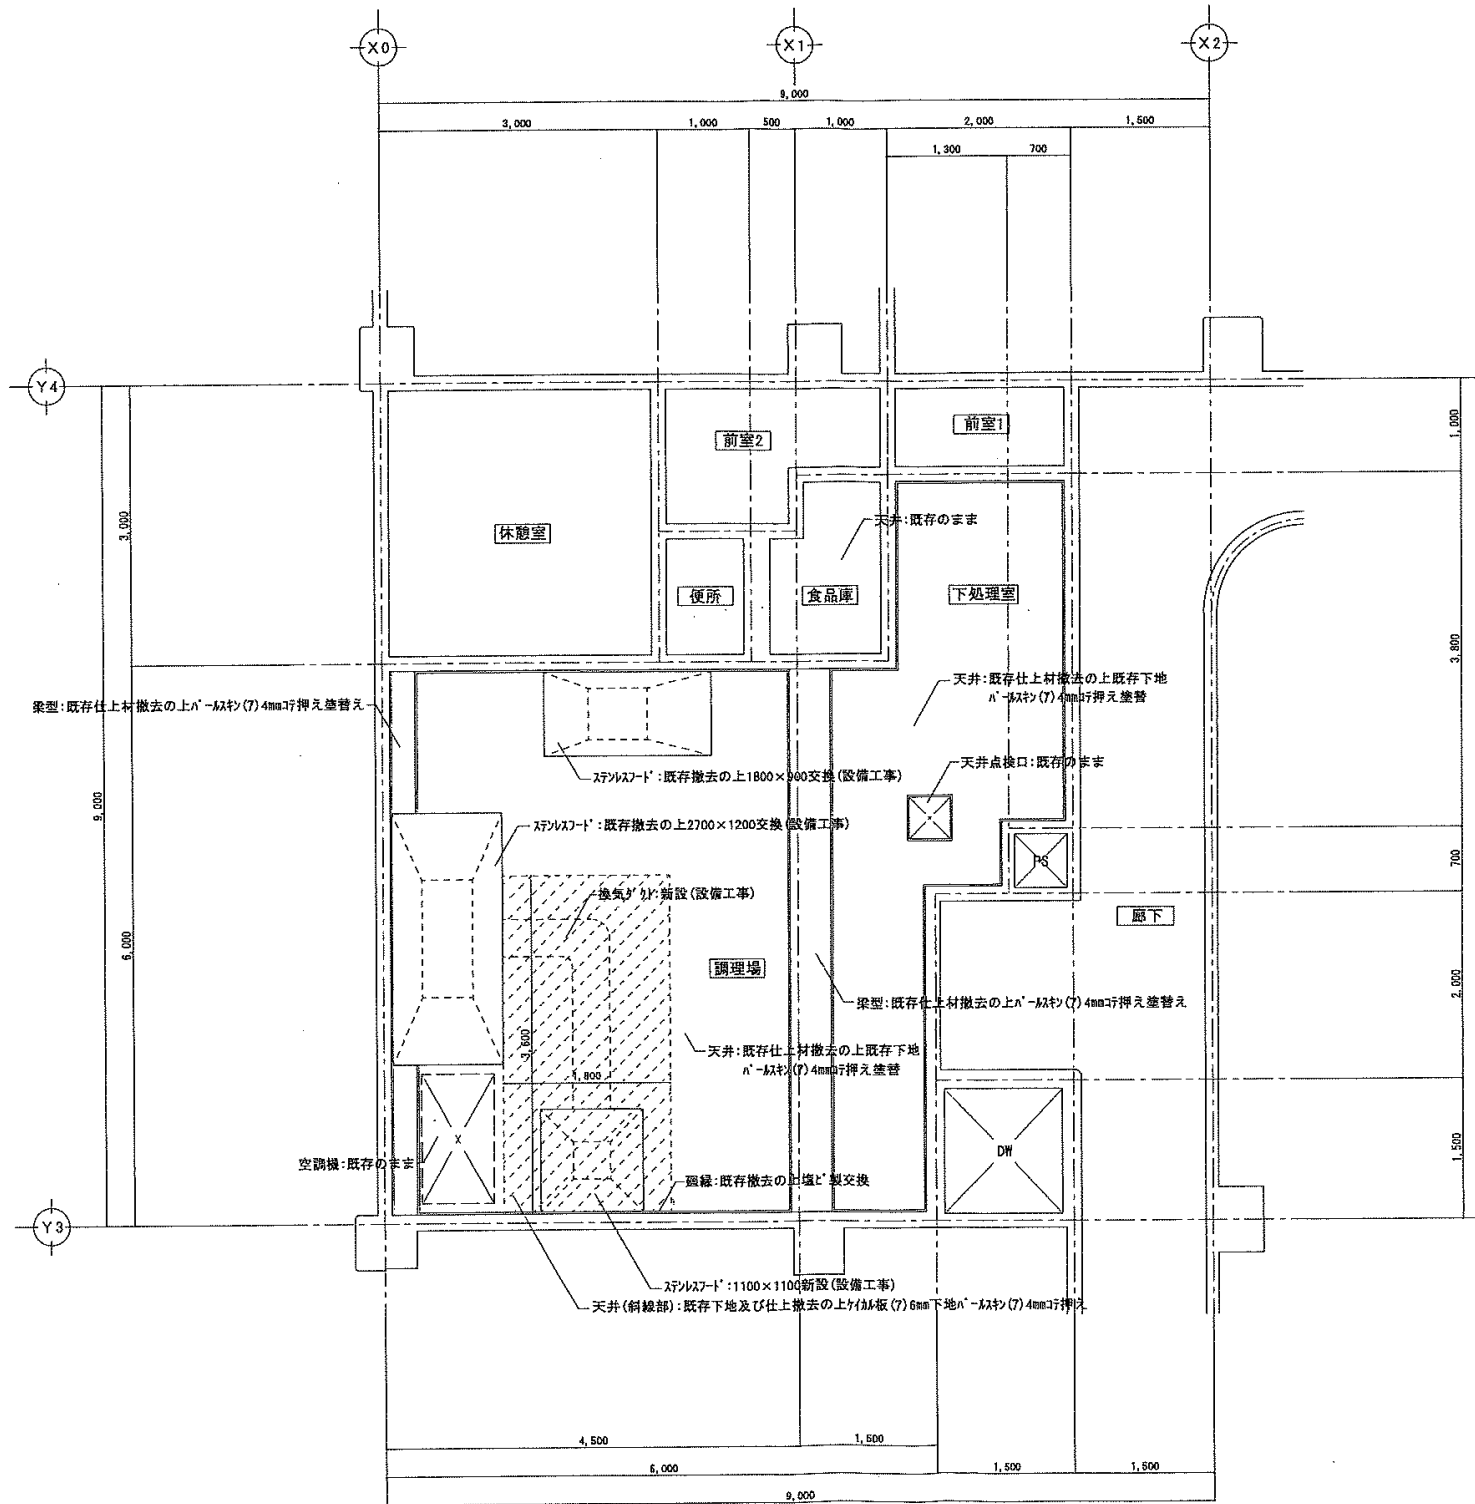 X0
X1
X2
9,000
3,000
1,000
500
1,000
2,000
1,500
1,300
700
Y4
1,000
前室2
前室1
3,000
休憩室
天井:既存のまま
便所
食品庫
下処理室
3,800
天井:既存仕上材撤去の上既存下地
パールスキン(ア)4mmコテ押え塗替
梁型:既存仕上材撤去の上パールスキン(ア)4mmコテ押え塗替え
天井点検口:既存のまま
ステンレスフード:既存撤去の上1800×900交換(設備工事)
9,000
ステンレスフード:既存撤去の上2700×1200交換(設備工事)
PS
700
換気ダクト:新設(設備工事)
廊下
6,000
調理場
2,000
梁型:既存仕上材撤去の上パールスキン(ア)4mmコテ押え塗替え
3,600
天井:既存仕上材撤去の上既存下地
パールスキン(ア)4mmコテ押え塗替
1,800
DW
1,500
空調機:既存のまま
廻縁:既存撤去の上塩ビ製交換
Y3
ステンレスフード:1100×1100新設(設備工事)
天井(斜線部):既存下地及び仕上撤去の上ケイカル板(ア)6mm下地パールスキン(ア)4mmコテ押え
4,500
1,500
6,000
1,500
1,500
9,000